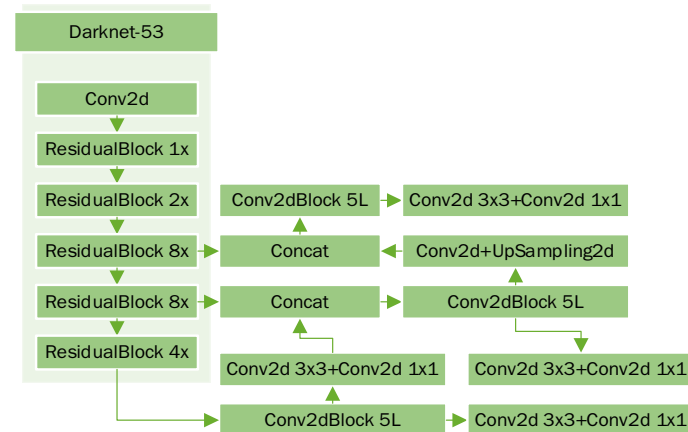 Darknet-53
Conv2d
ResidualBlock 1x
ResidualBlock 2x
Conv2dBlock 5L
Conv2d 3x3+Conv2d 1x1
ResidualBlock 8x
Concat
Conv2d+UpSampling2d
ResidualBlock 8x
Concat
Conv2dBlock 5L
ResidualBlock 4x
Conv2d 3x3+Conv2d 1x1
Conv2d 3x3+Conv2d 1x1
Conv2dBlock 5L
Conv2d 3x3+Conv2d 1x1